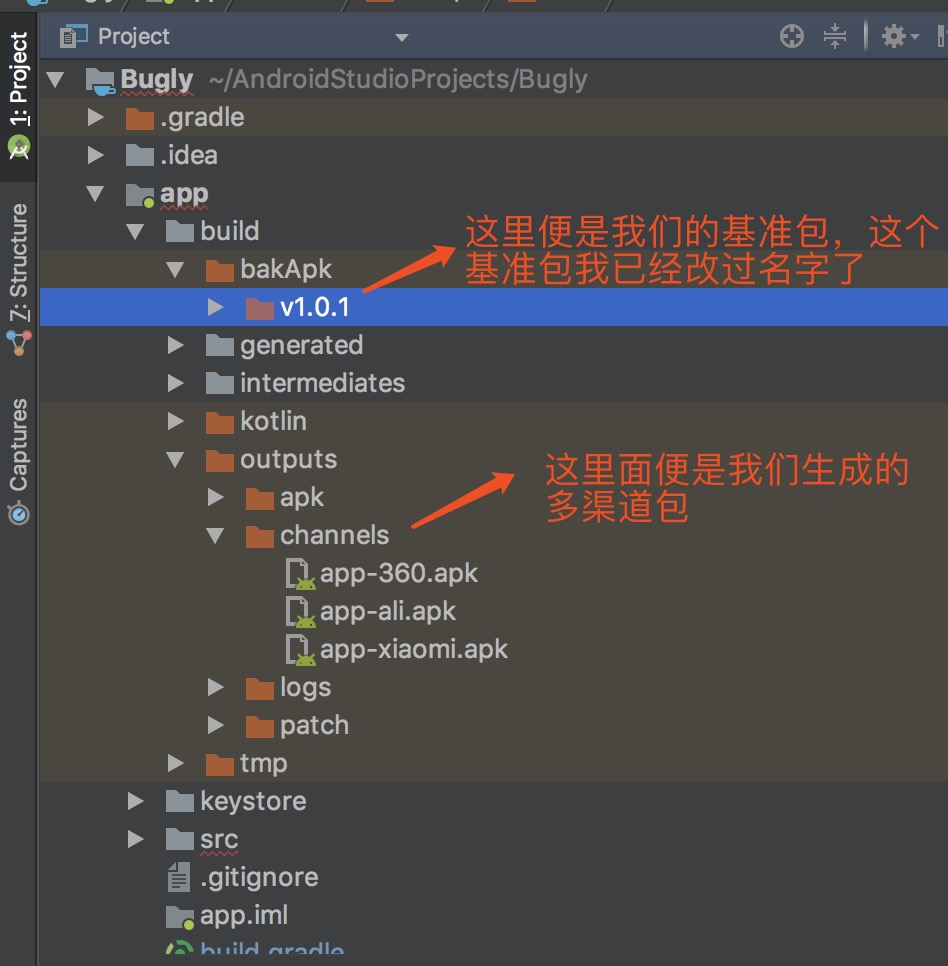 Project
1: Project
Bugly ~/AndroidStudioProjects/Bugly
.gradle
.idea
app
build
这里便是我们的基准包，这个
基准包我已经改过名字了
bakApk
v1.0.1
7: Structure
generated
intermediates
Captures
kotlin
outputs
这里面便是我们生成的
多渠道包
apk
channels
app-360.apk
app-ali.apk
app-xiaomi.apk
logs
patch
tmp
keystore
src
.gitignore
app.iml
build.gradle